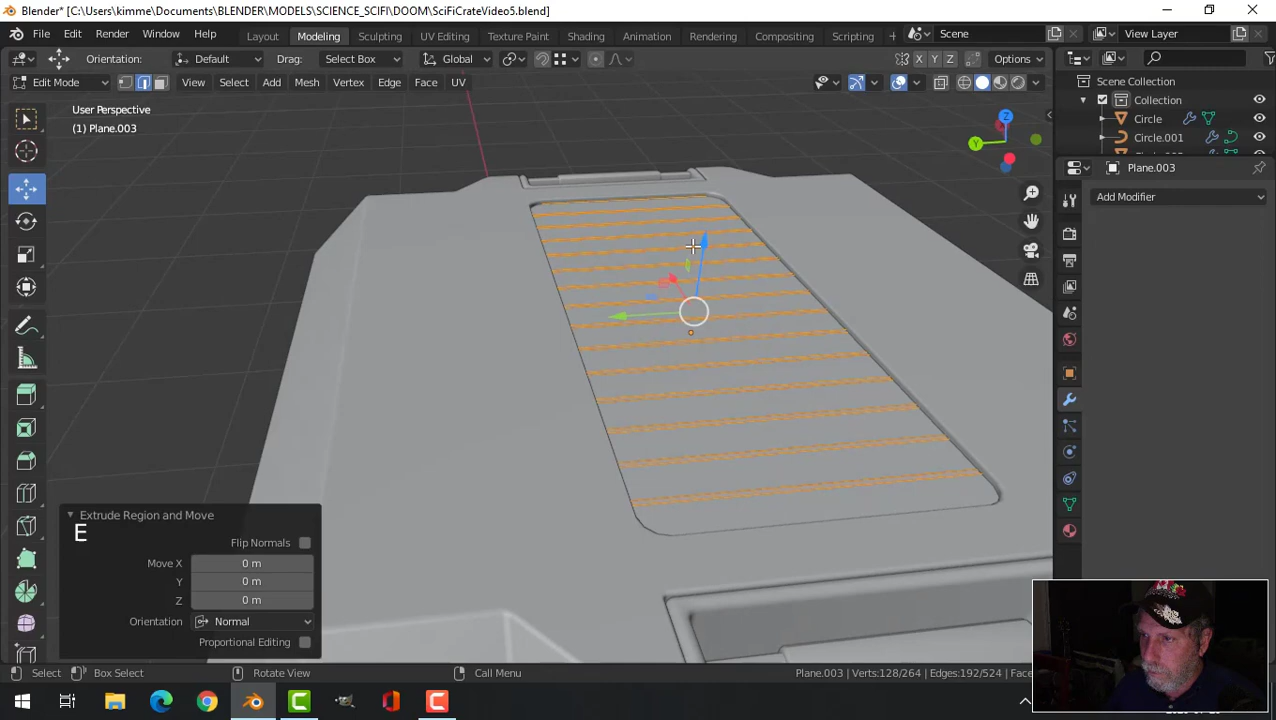 Blender* [C:\Users\kimme\Documents\BLENDER\MODELS\SCIENCE_SCIFI\DOOM\SciFiCrateVideo5.blend]
File Edit Render Window Help Layout Modeling Sculpting UV Editing Texture Paint Shading Animation Rendering Compositing Scripting Scene View Layer
Orientation: Default Drag: Select Box Global X Y Z Options
Edit Mode View Select Add Mesh Vertex Edge Face UV
User Perspective
(1) Plane.003
Z
Y
Scene Collection
Collection
Circle
Circle.001
Plane.003
Add Modifier
Extrude Region and Move
E
Flip Normals
Move X 0 m
Y 0 m
Z 0 m
Orientation Normal
Proportional Editing
Select Box Select Rotate View Call Menu Plane.003 | Verts:128/264 | Edges:192/524 | Face